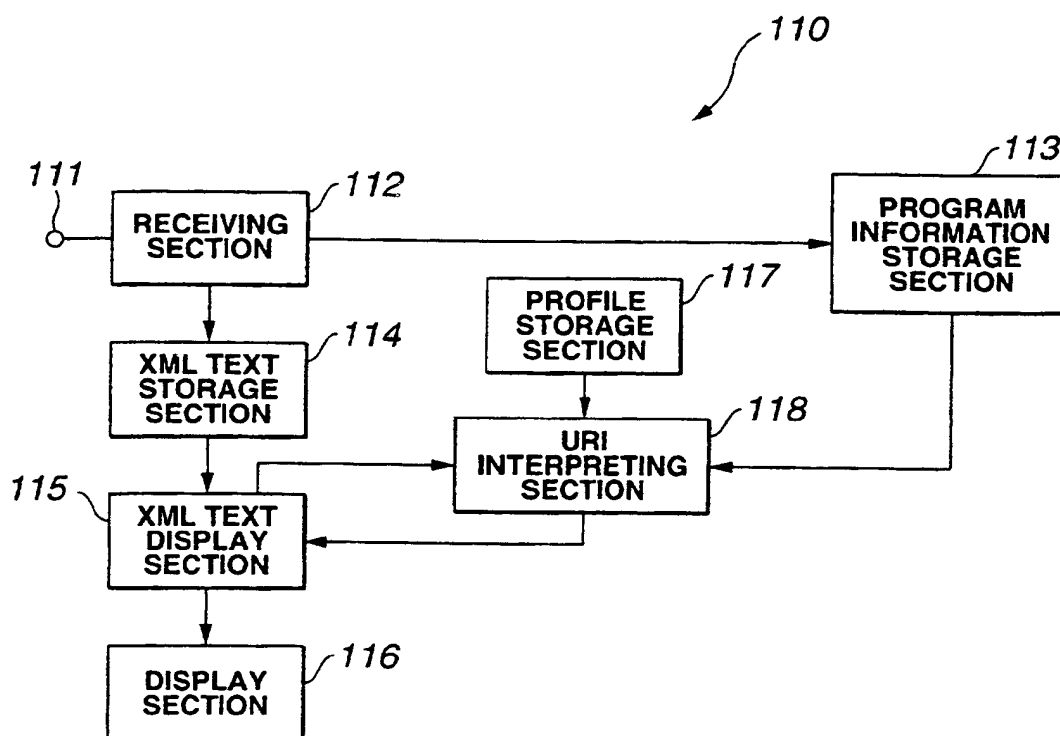 110
111
112
RECEIVING
SECTION
113
PROGRAM
INFORMATION
STORAGE
SECTION
117
PROFILE
STORAGE
SECTION
114
XML TEXT
STORAGE
SECTION
118
URI
INTERPRETING
SECTION
115
XML TEXT
DISPLAY
SECTION
116
DISPLAY
SECTION